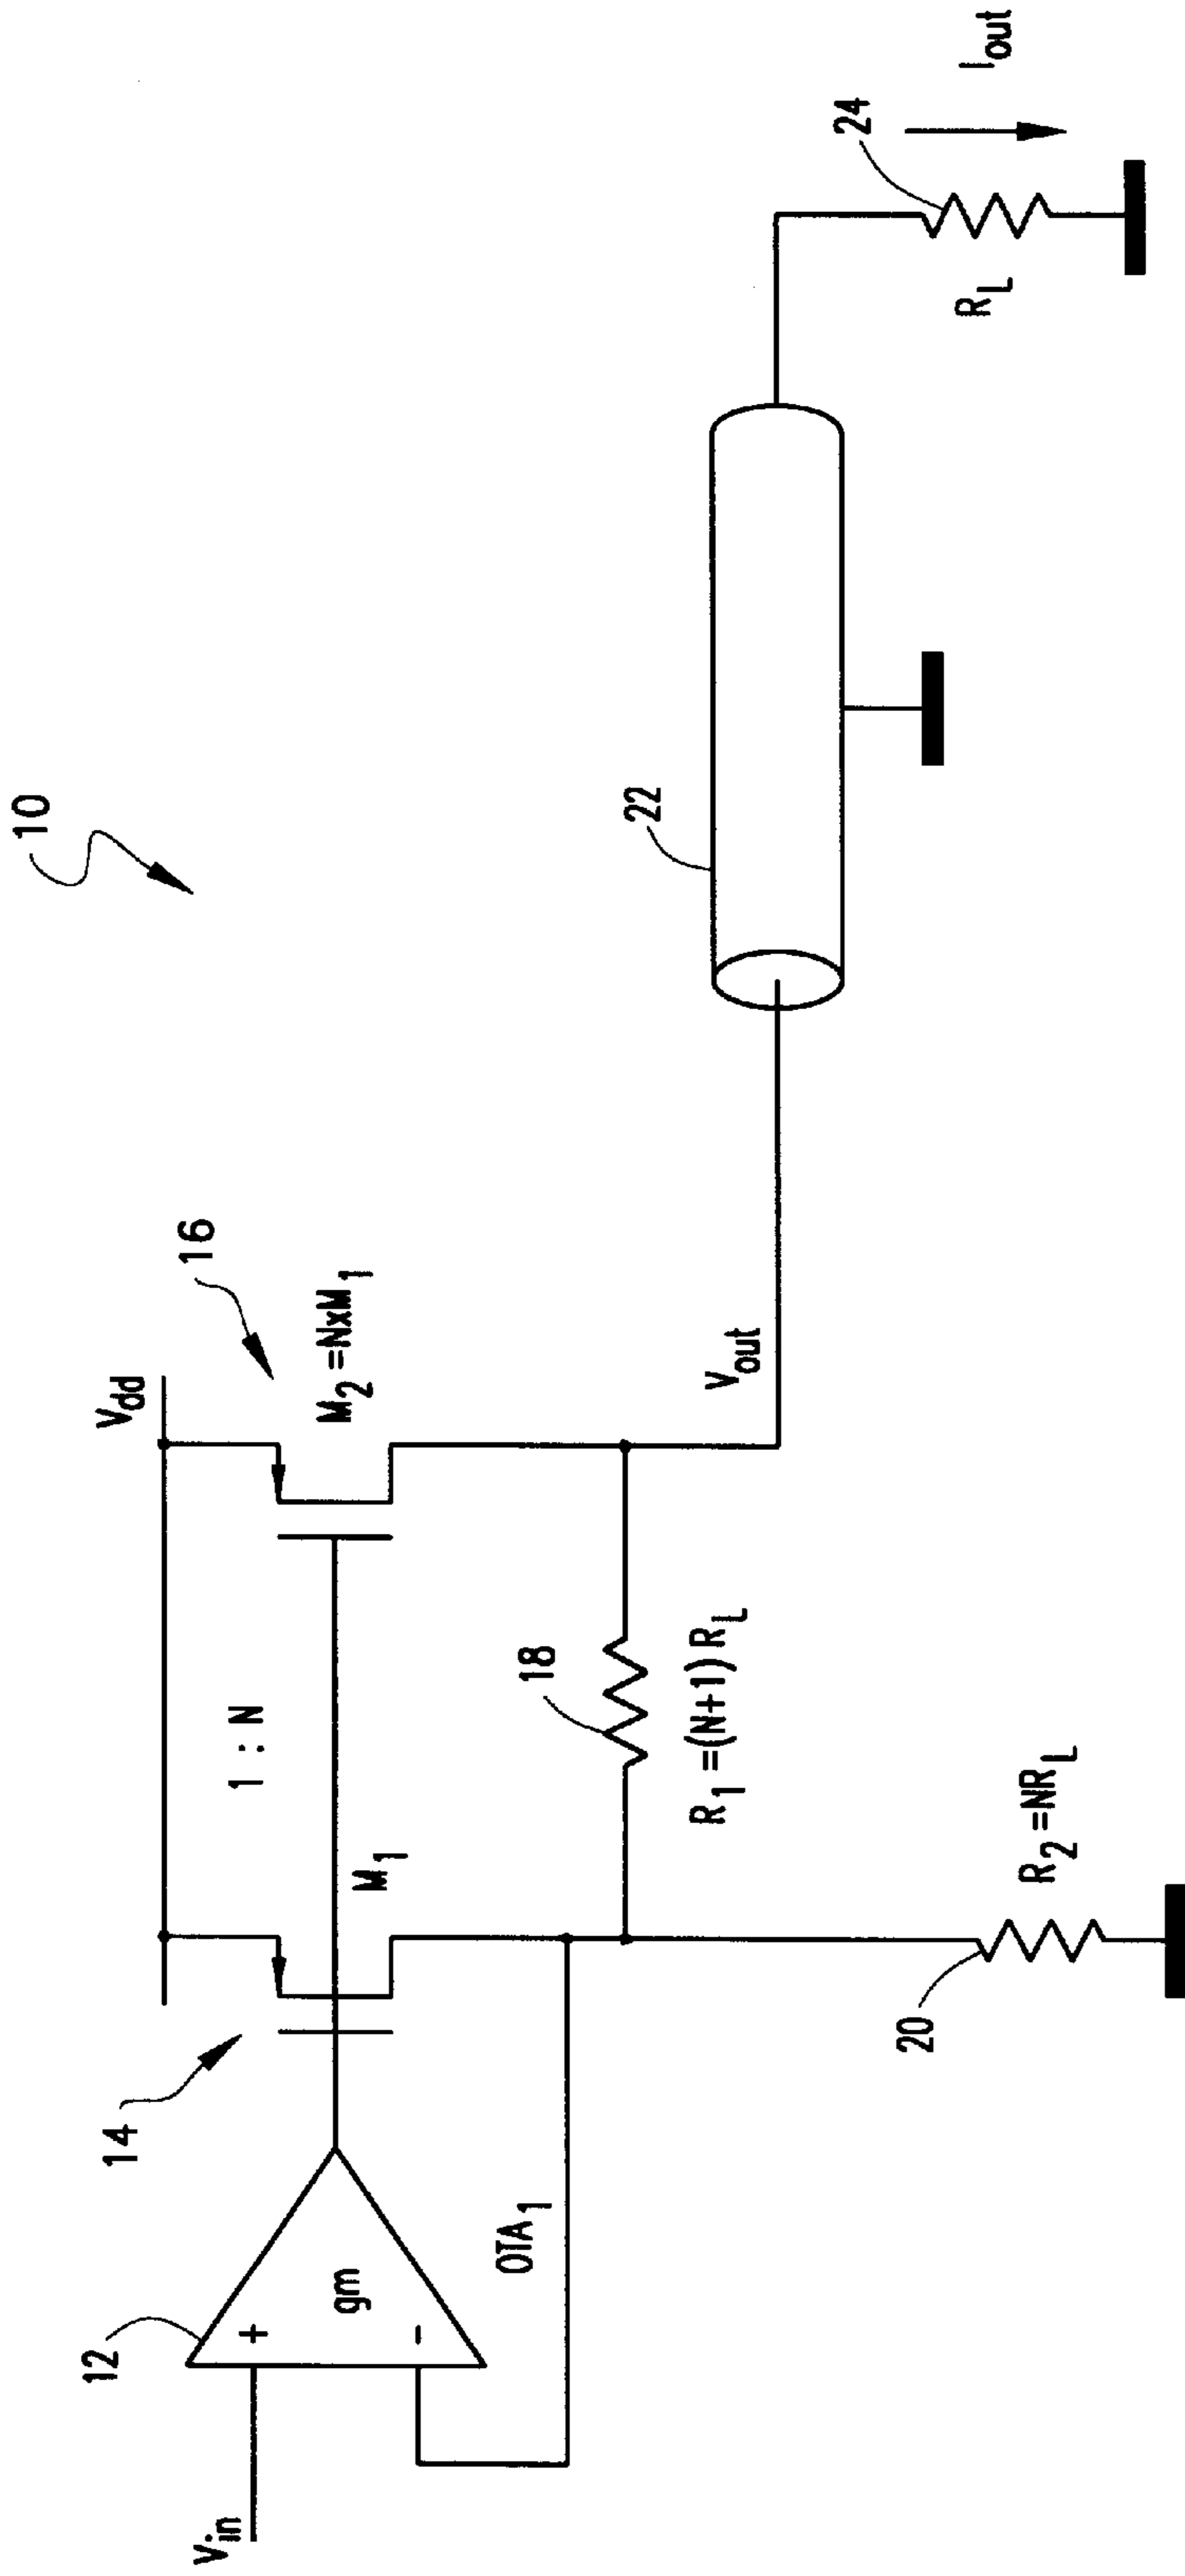 10
V_in
12
+
gm
-
OTA_1
14
M_1
1 : N
V_dd
16
M_2 =NxM_1
18
R_1 =(N+1) R_L
20
R_2 =NR_L
V_out
22
R_L
24
I_out